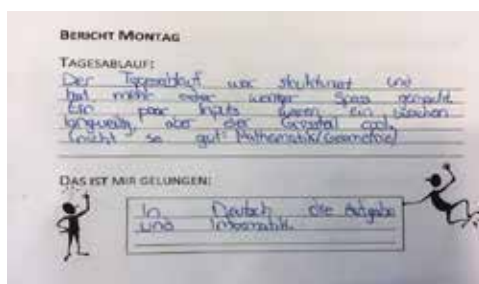 BERICHT MONTAG
TAGESABLAUF:
Der Tagesablauf war strukturiert und
hat mehr oder weniger Spass gemacht.
Ein paar Inputs waren ein bisschen
langweilig, aber der Grossteil cool.
(nicht so gut: Mathematik/Geometrie)
DAS IST MIR GELUNGEN:
In Deutsch die Aufgabe
und Informatik.